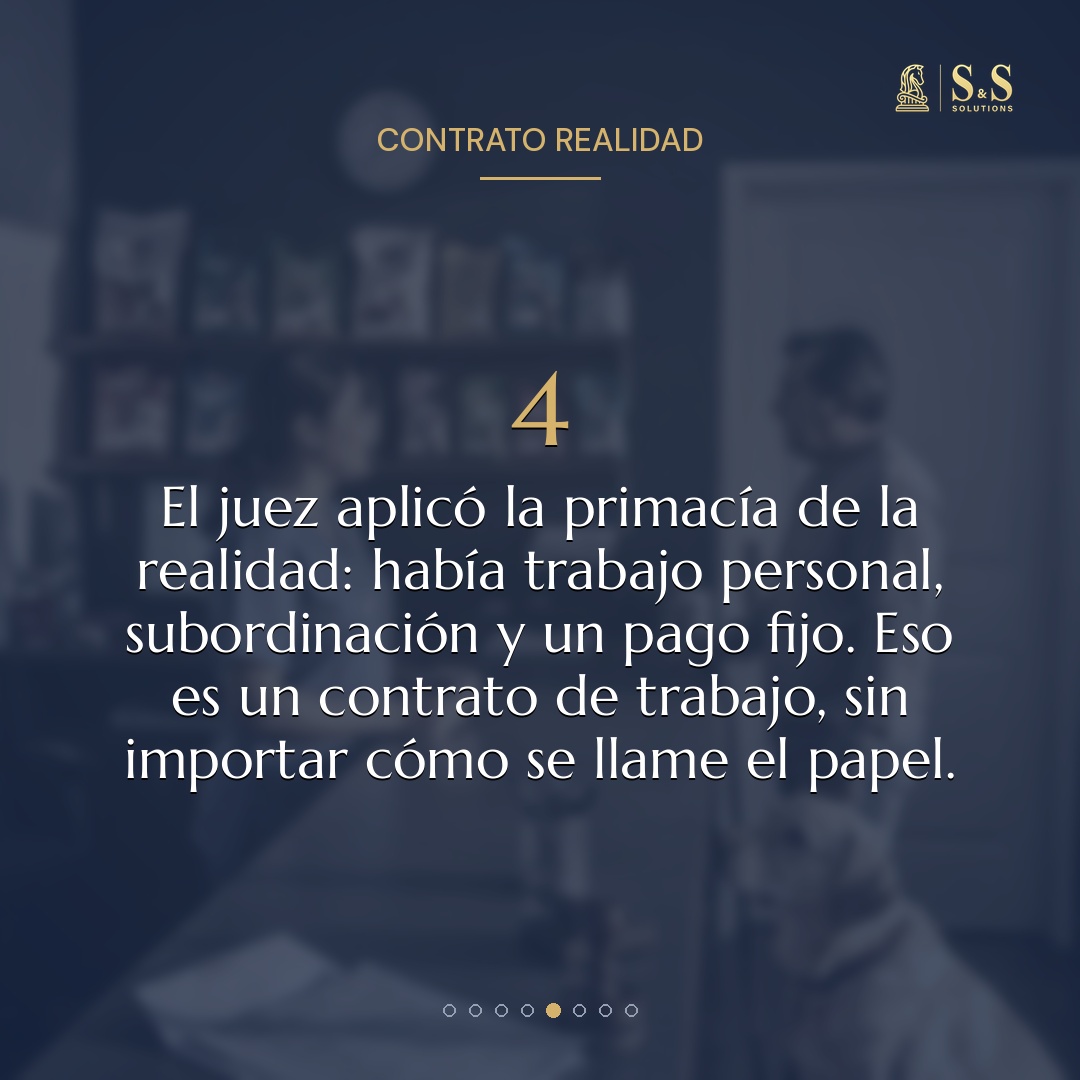 S&S
SOLUTIONS
CONTRATO REALIDAD
4
El juez aplicó la primacía de la
realidad: había trabajo personal,
subordinación y un pago fijo. Eso
es un contrato de trabajo, sin
importar cómo se llame el papel.